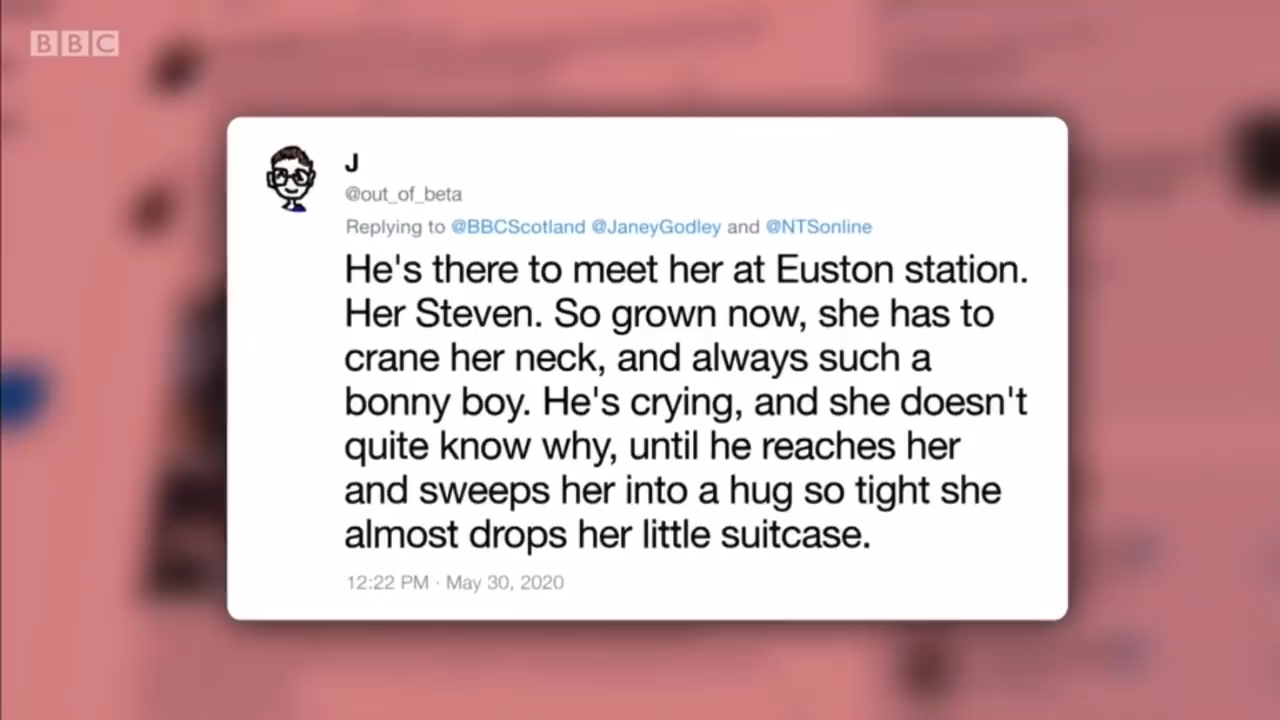 BBC
J
@out_of_beta
Replying to @BBCScotland @JaneyGodley and @NTSonline
He's there to meet her at Euston station.
Her Steven. So grown now, she has to
crane her neck, and always such a
bonny boy. He's crying, and she doesn't
quite know why, until he reaches her
and sweeps her into a hug so tight she
almost drops her little suitcase.
12:22 PM · May 30, 2020